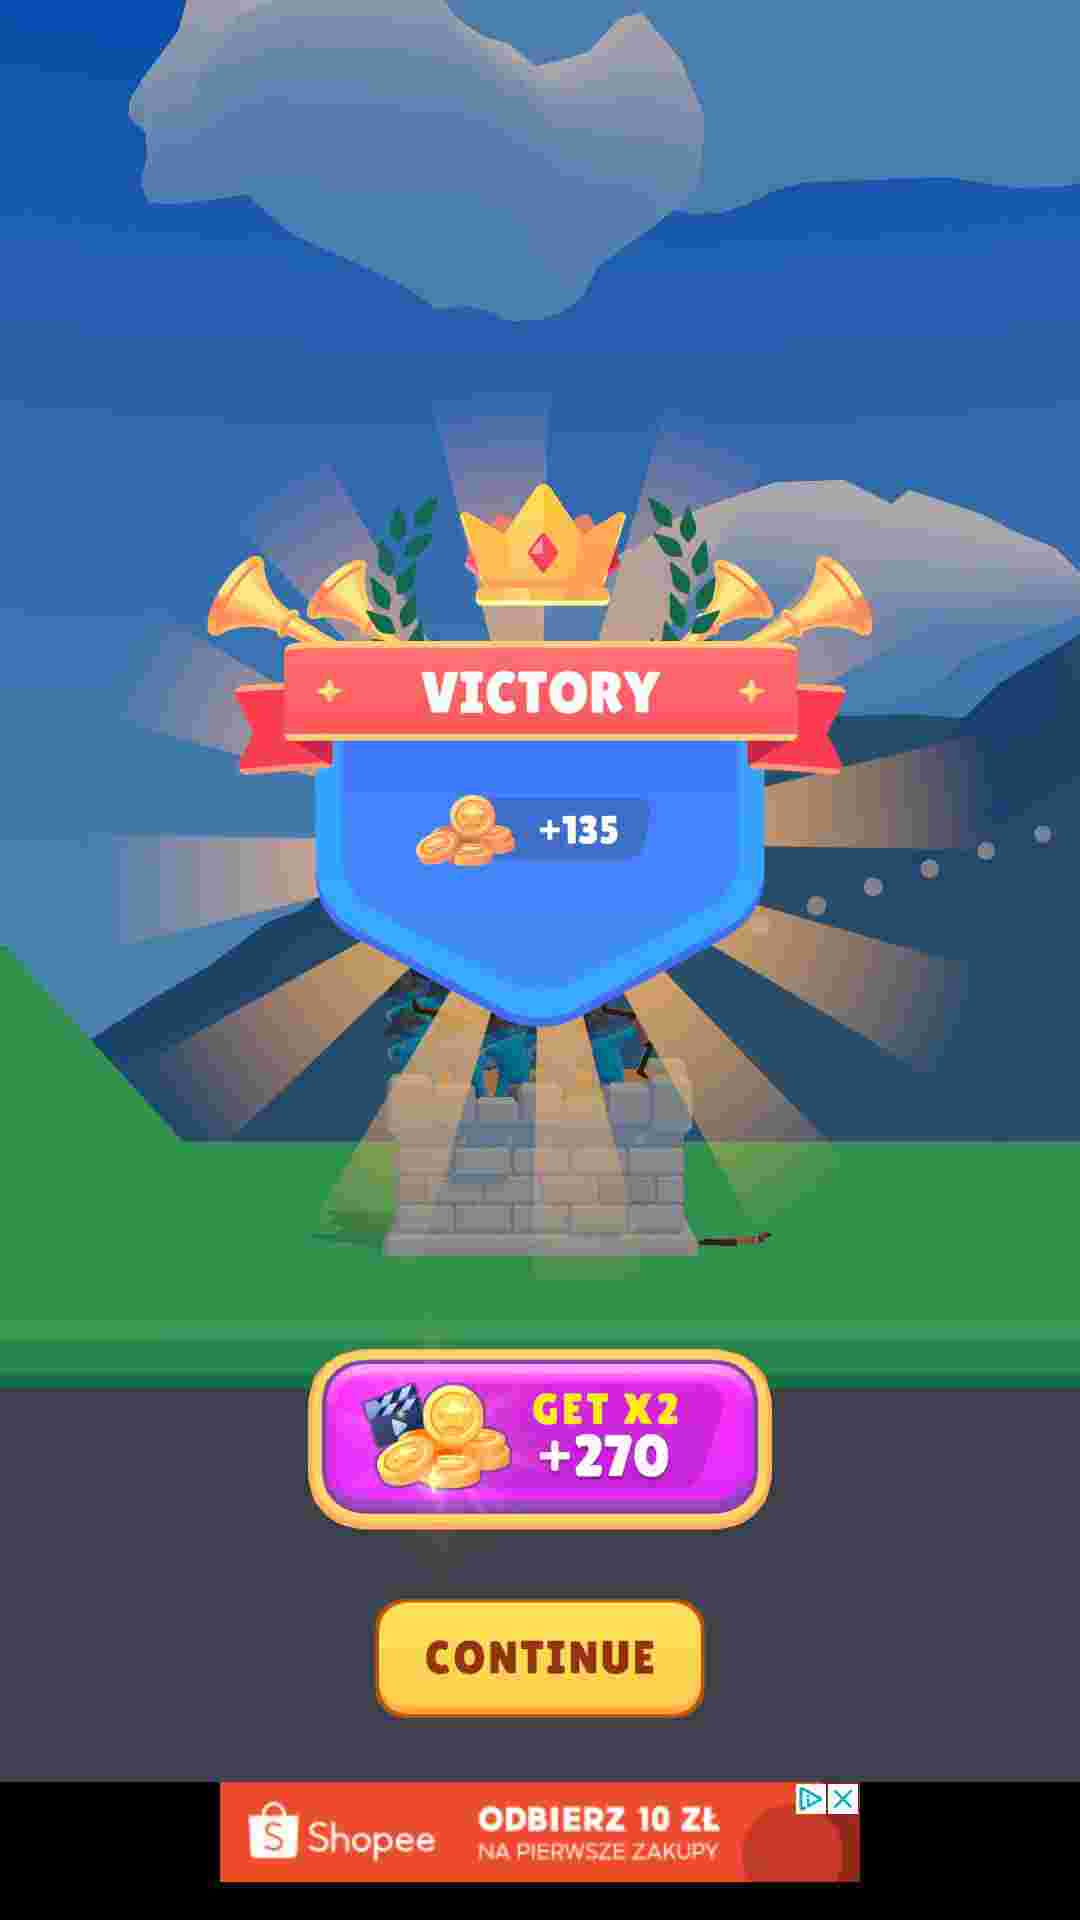 VICTORY
+135
GET X2
+270
CONTINUE
Shopee
ODBIERZ 10 ZŁ
NA PIERWSZE ZAKUPY